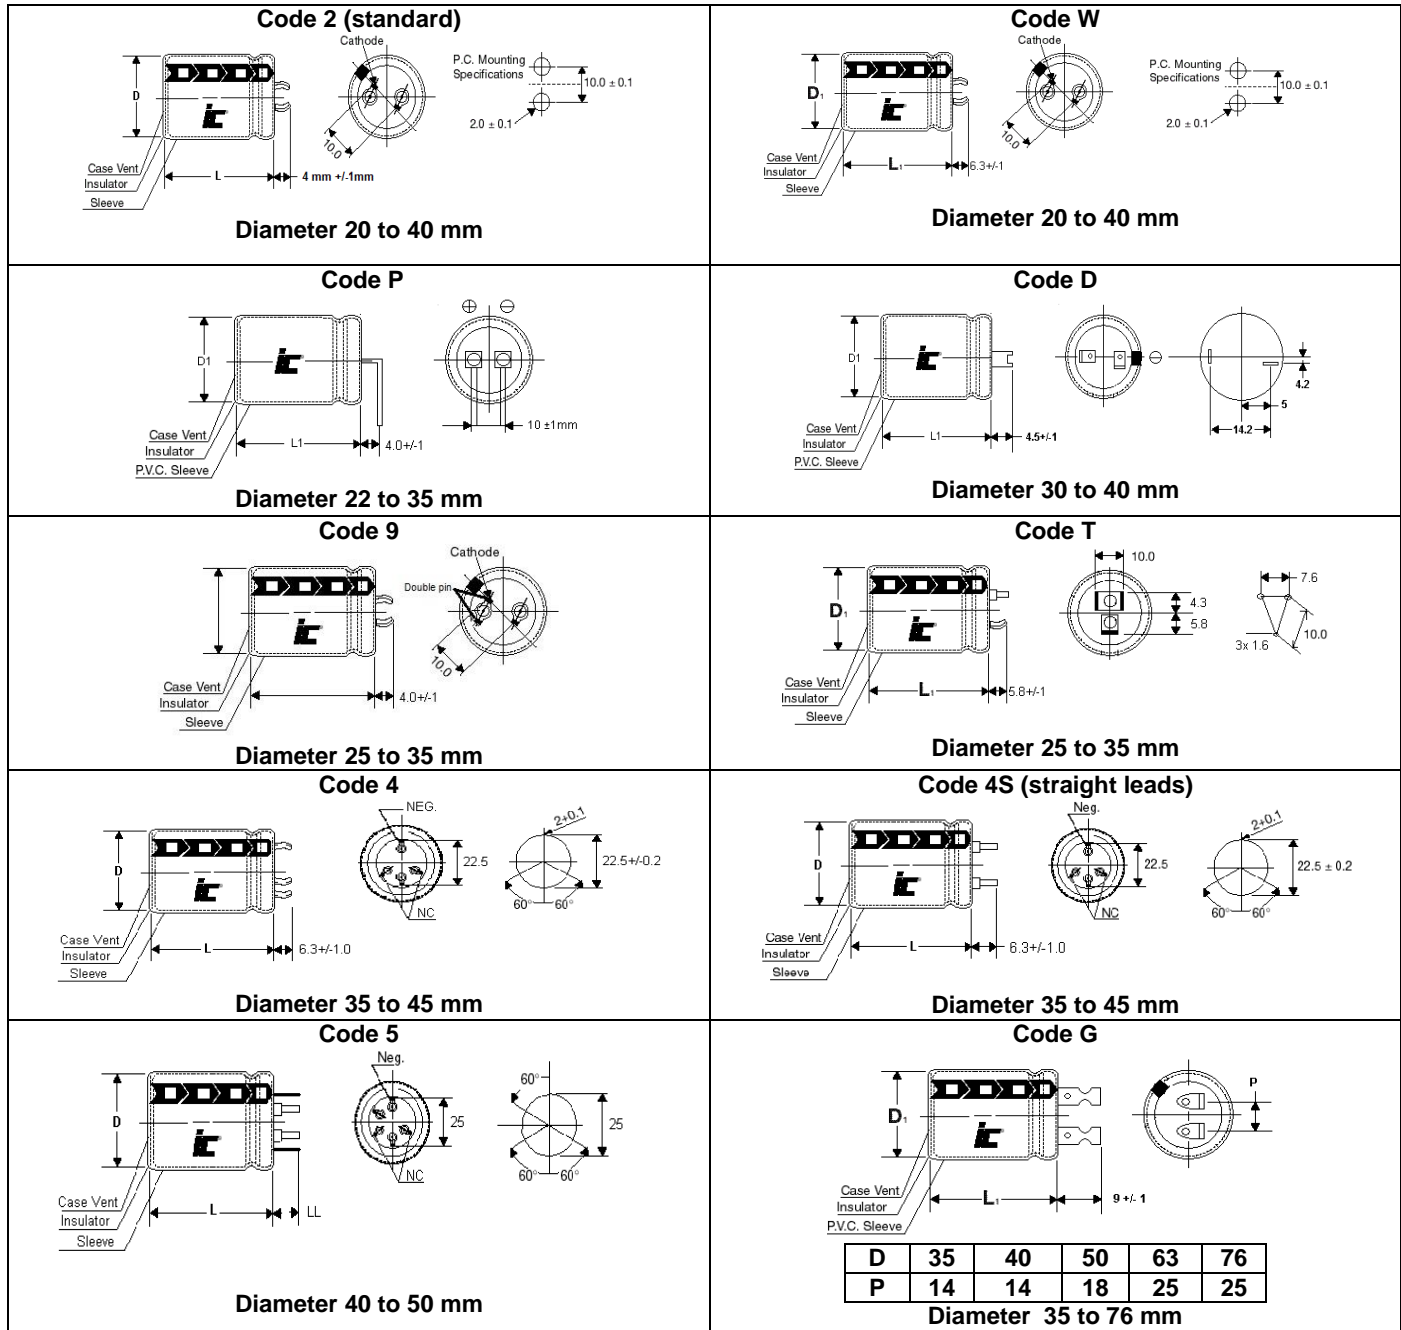 Code 2 (standard)
Cathode
P.C. Mounting
Specifications
10.0 ± 0.1
2.0 ± 0.1
D
ic
10.0
Case Vent
Insulator
Sleeve
L
4 mm +/-1mm
Diameter 20 to 40 mm
Code W
Cathode
P.C. Mounting
Specifications
10.0 ± 0.1
2.0 ± 0.1
D1
ic
10.0
Case Vent
Insulator
Sleeve
L1
6.3+/-1
Diameter 20 to 40 mm
Code P
D1
ic
Case Vent
Insulator
P.V.C. Sleeve
L1
4.0+/-1
10 ±1mm
Diameter 22 to 35 mm
Code D
D1
ic
4.2
5
14.2
Case Vent
Insulator
P.V.C. Sleeve
L1
4.5+/-1
Diameter 30 to 40 mm
Code 9
Cathode
Double pin
ic
10.0
Case Vent
Insulator
Sleeve
4.0+/-1
Diameter 25 to 35 mm
Code T
10.0
7.6
4.3
5.8
10.0
3x 1.6
D1
ic
Case Vent
Insulator
Sleeve
L1
5.8+/-1
Diameter 25 to 35 mm
Code 4
NEG.
2+0.1
D
22.5
22.5+/-0.2
ic
60° 60°
NC
Case Vent
Insulator
Sleeve
L
6.3+/-1.0
Diameter 35 to 45 mm
Code 4S (straight leads)
Neg.
2+0.1
D
22.5
22.5 ± 0.2
ic
60° 60°
NC
Case Vent
Insulator
Sleeve
L
6.3+/-1.0
Diameter 35 to 45 mm
Code 5
Neg.
60°
D
25
25
ic
NC
60° 60°
Case Vent
Insulator
Sleeve
L
LL
Diameter 40 to 50 mm
Code G
P
D1
ic
Case Vent
Insulator
P.V.C. Sleeve
L1
9 +/- 1
D 35 40 50 63 76
P 14 14 18 25 25
Diameter 35 to 76 mm